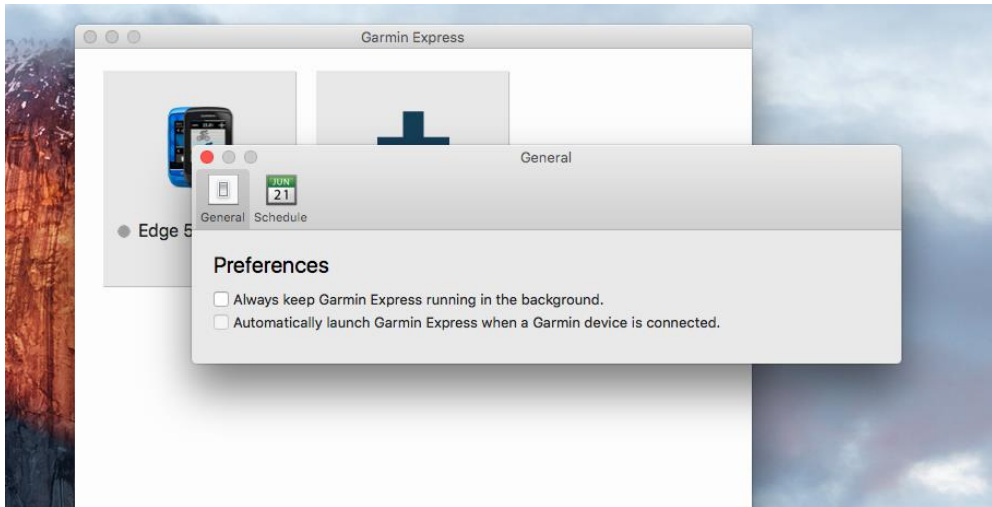 Garmin Express
General
JUN
21
General Schedule
Edge 5
Preferences
Always keep Garmin Express running in the background.
Automatically launch Garmin Express when a Garmin device is connected.